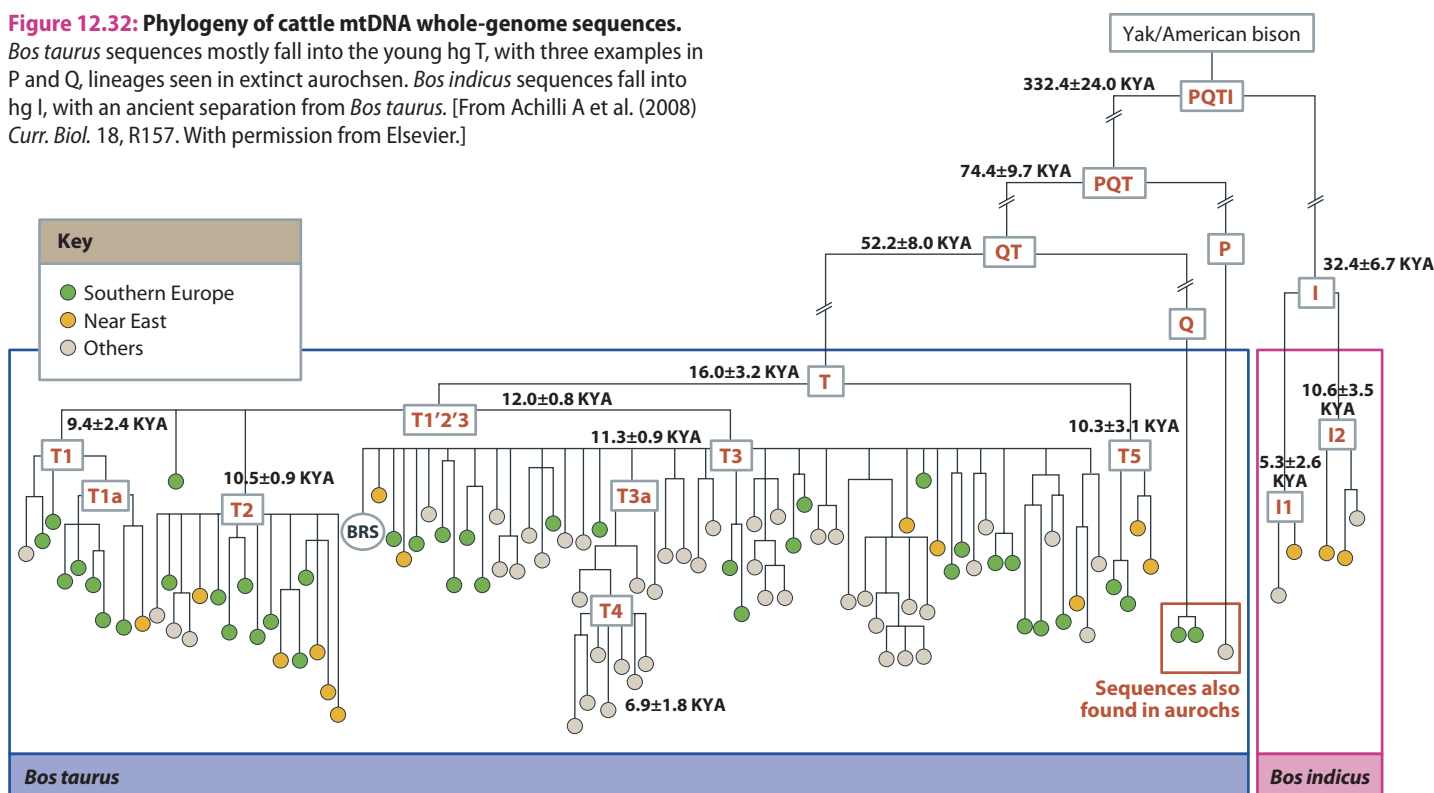 Figure 12.32: Phylogeny of cattle mtDNA whole-genome sequences.
Bos taurus sequences mostly fall into the young hg T, with three examples in
P and Q, lineages seen in extinct aurochsen. Bos indicus sequences fall into
hg I, with an ancient separation from Bos taurus. [From Achilli A et al. (2008)
Curr. Biol. 18, R157. With permission from Elsevier.]
Yak/American bison
332.4±24.0 KYA
PQTI
74.4±9.7 KYA
PQT
52.2±8.0 KYA
QT
P
32.4±6.7 KYA
I
Q
Key
Southern Europe
Near East
Others
16.0±3.2 KYA
T
12.0±0.8 KYA
T1'2'3
9.4±2.4 KYA
T1
T1a
10.5±0.9 KYA
T2
11.3±0.9 KYA
T3
BRS
T3a
T4
6.9±1.8 KYA
10.3±3.1 KYA
T5
10.6±3.5
KYA
I2
5.3±2.6
KYA
I1
Sequences also
found in aurochs
Bos taurus
Bos indicus